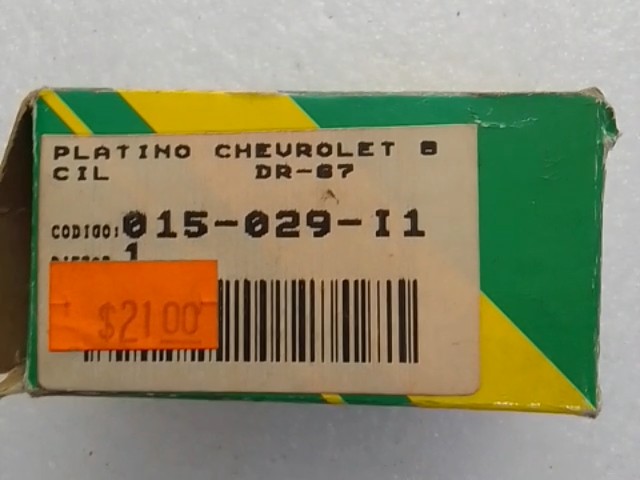 PLATINO CHEVROLET 8
CIL DR-67
CODIGO: 015-029-I1
1
$21.00